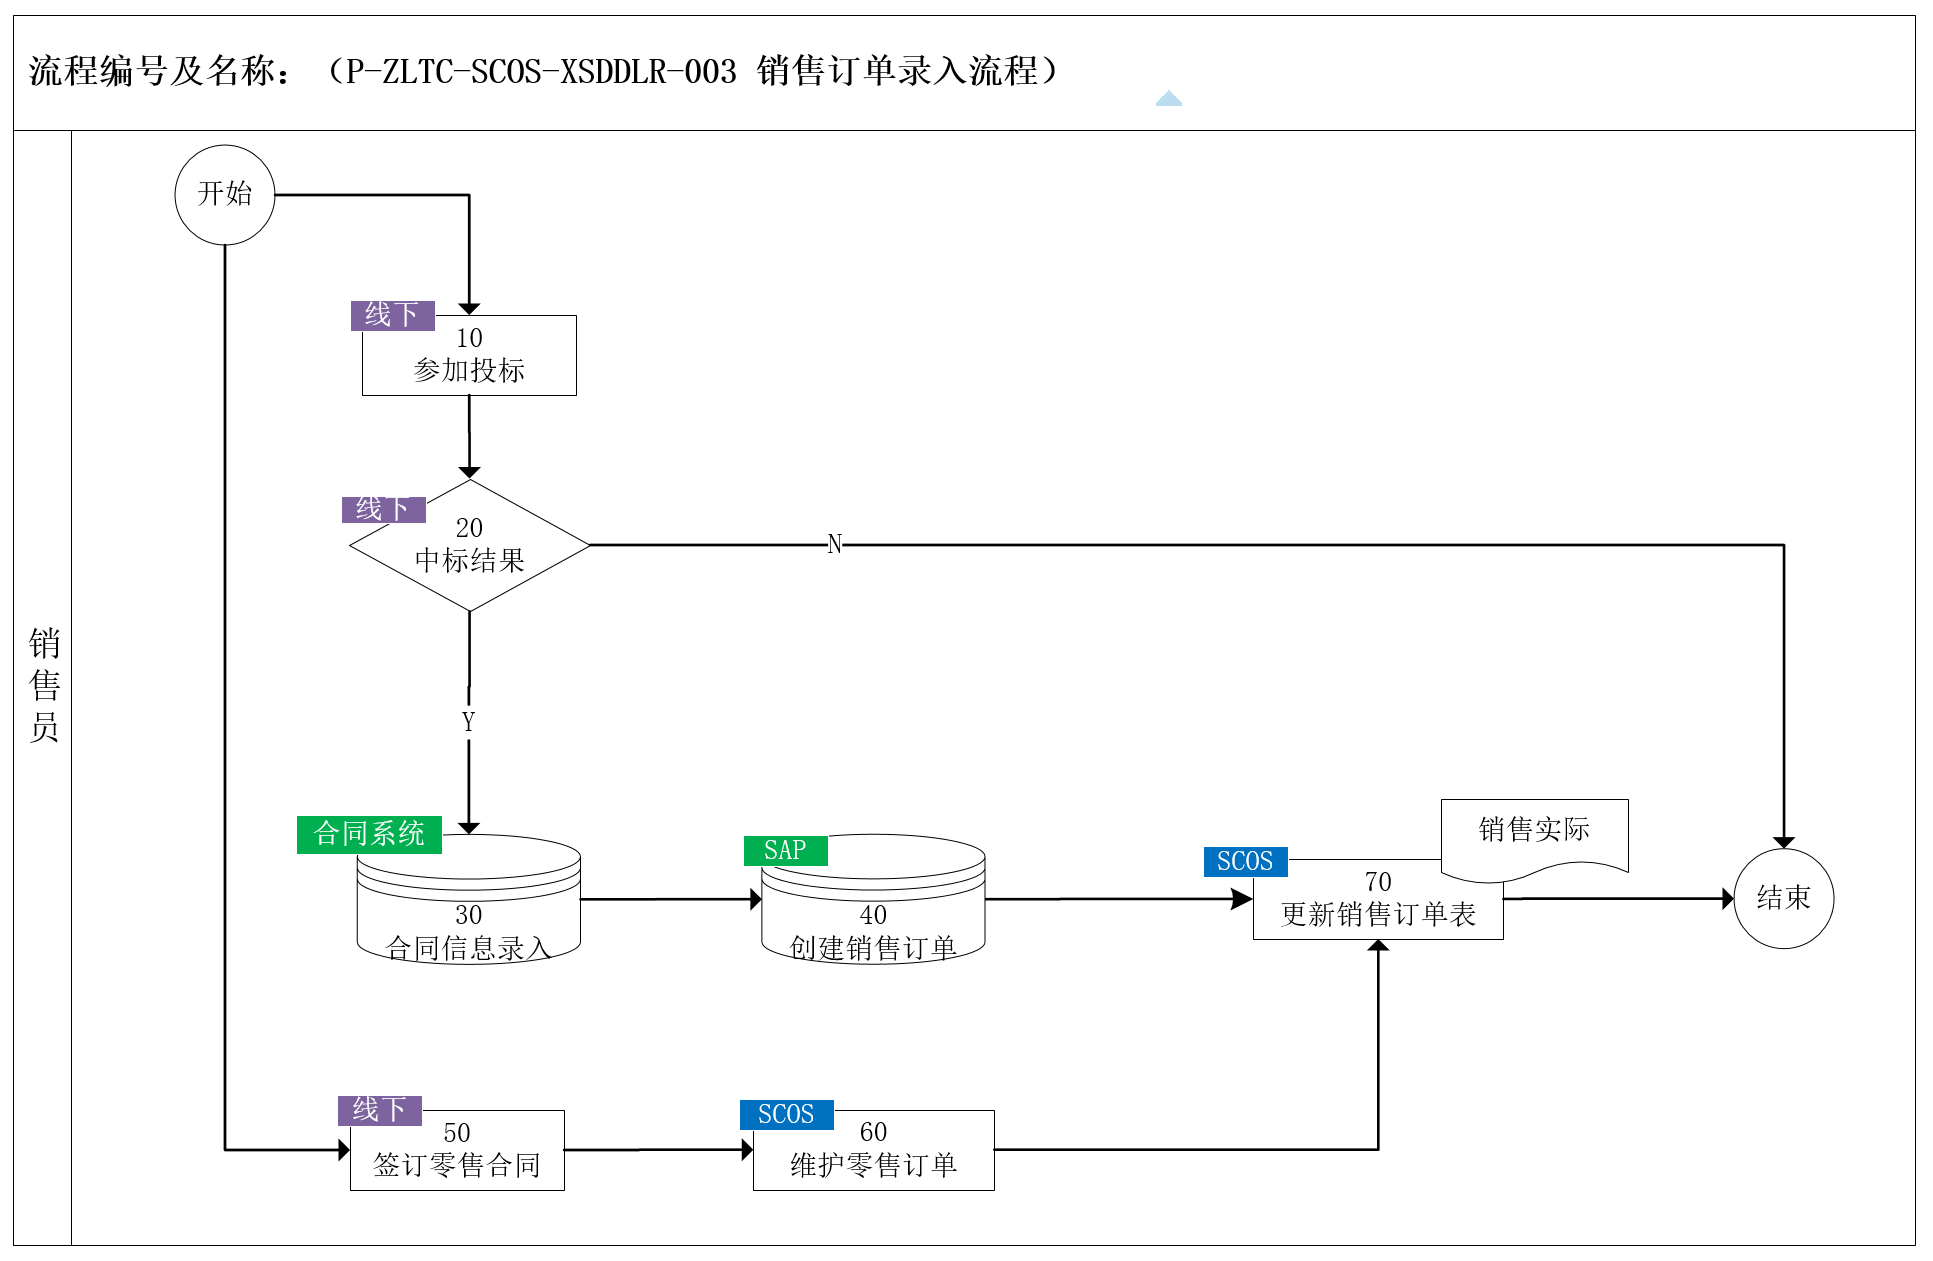 流程编号及名称：（P-ZLTC-SCOS-XSDDLR-003 销售订单录入流程）
销售员
开始
线下
10
参加投标
线下
20
中标结果
N
Y
合同系统
30
合同信息录入
SAP
40
创建销售订单
SCOS
70
更新销售订单表
销售实际
结束
线下
50
签订零售合同
SCOS
60
维护零售订单